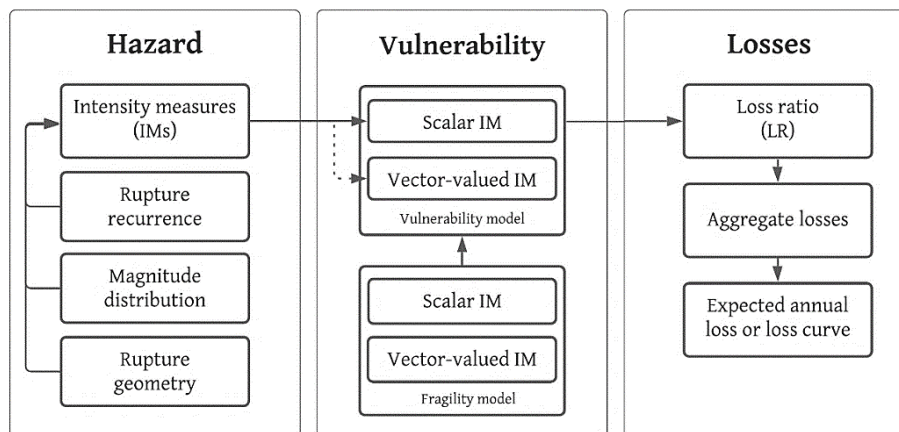 Hazard
Intensity measures
(IMs)
Rupture
recurrence
Magnitude
distribution
Rupture
geometry
Vulnerability
Scalar IM
Vector-valued IM
Vulnerability model
Scalar IM
Vector-valued IM
Fragility model
Losses
Loss ratio
(LR)
Aggregate losses
Expected annual
loss or loss curve